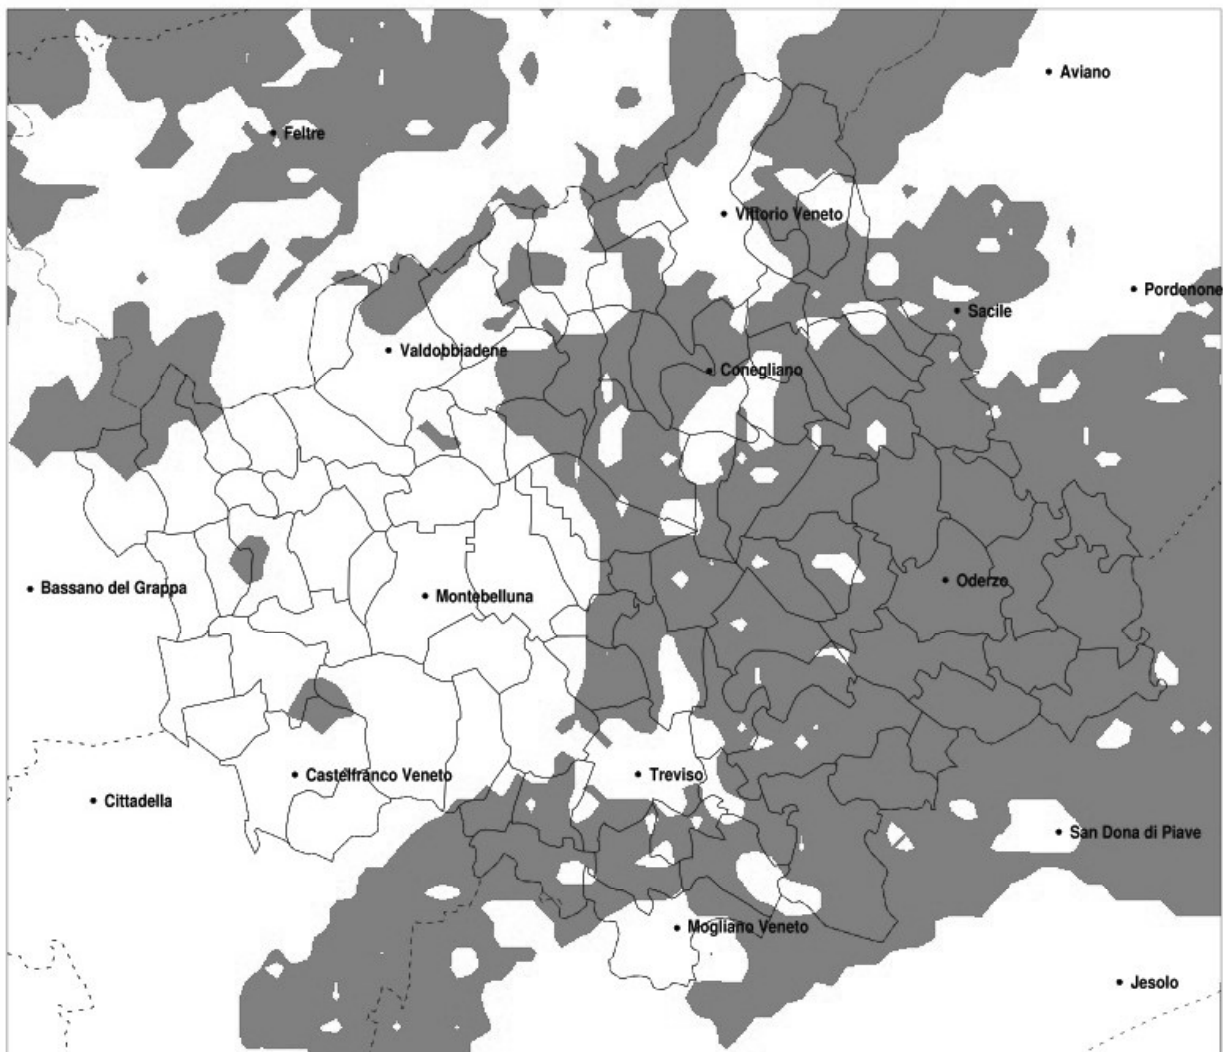 Aviano
Feltre
Vittorio Veneto
Pordenone
Sacile
Valdobbiadene
Conegliano
Bassano del Grappa
Montebelluna
Oderzo
Castelfranco Veneto
Treviso
Cittadella
San Dona di Piave
Mogliano Veneto
Jesolo